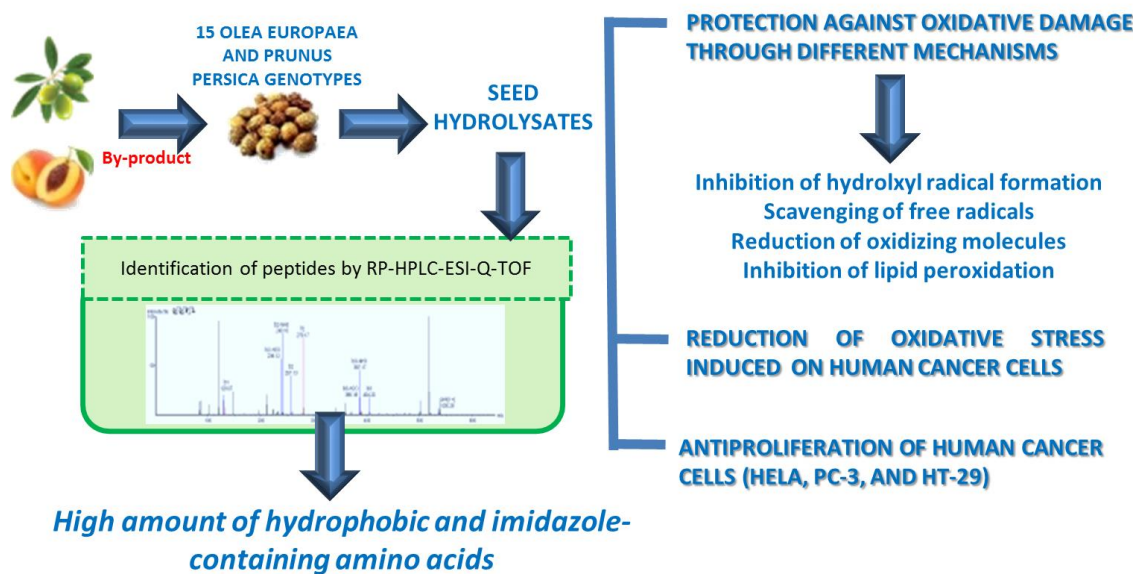 15 OLEA EUROPAEA
AND PRUNUS
PERSICA GENOTYPES
By-product
SEED
HYDROLYSATES
Identification of peptides by RP-HPLC-ESI-Q-TOF
High amount of hydrophobic and imidazole-
containing amino acids
PROTECTION AGAINST OXIDATIVE DAMAGE
THROUGH DIFFERENT MECHANISMS
Inhibition of hydrolxyl radical formation
Scavenging of free radicals
Reduction of oxidizing molecules
Inhibition of lipid peroxidation
REDUCTION OF OXIDATIVE STRESS
INDUCED ON HUMAN CANCER CELLS
ANTIPROLIFERATION OF HUMAN CANCER
CELLS (HELA, PC-3, AND HT-29)